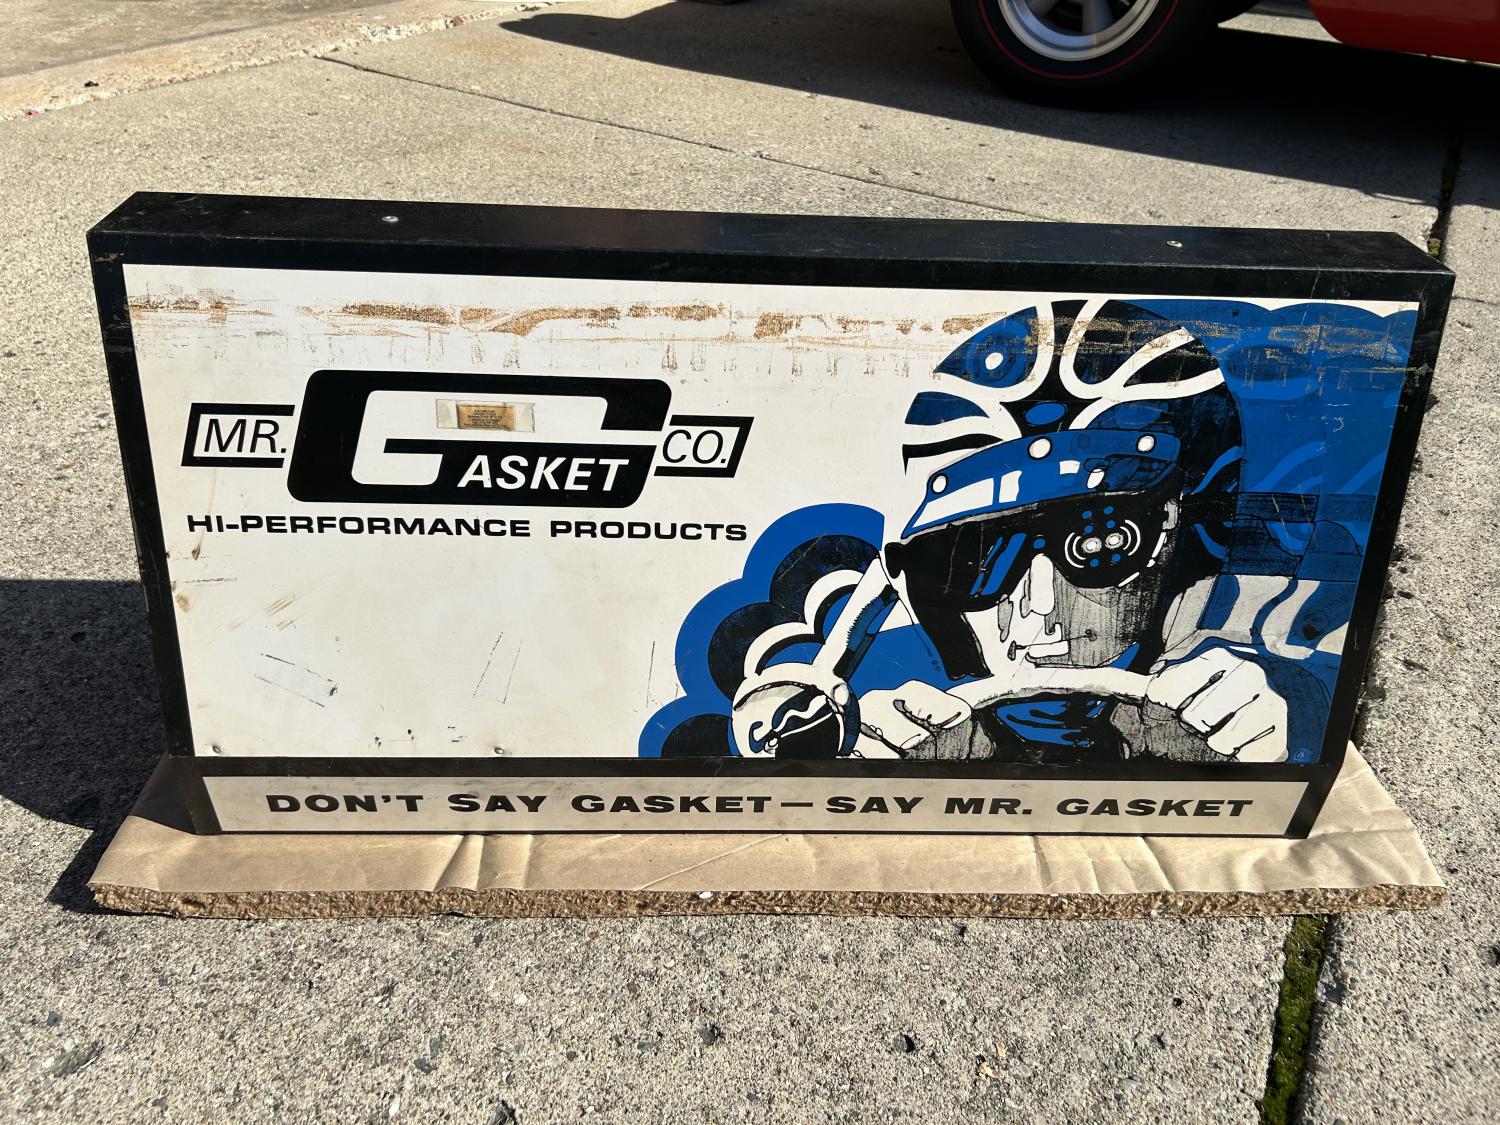 MR. GASKET CO.
HI-PERFORMANCE PRODUCTS
DON'T SAY GASKET—SAY MR. GASKET